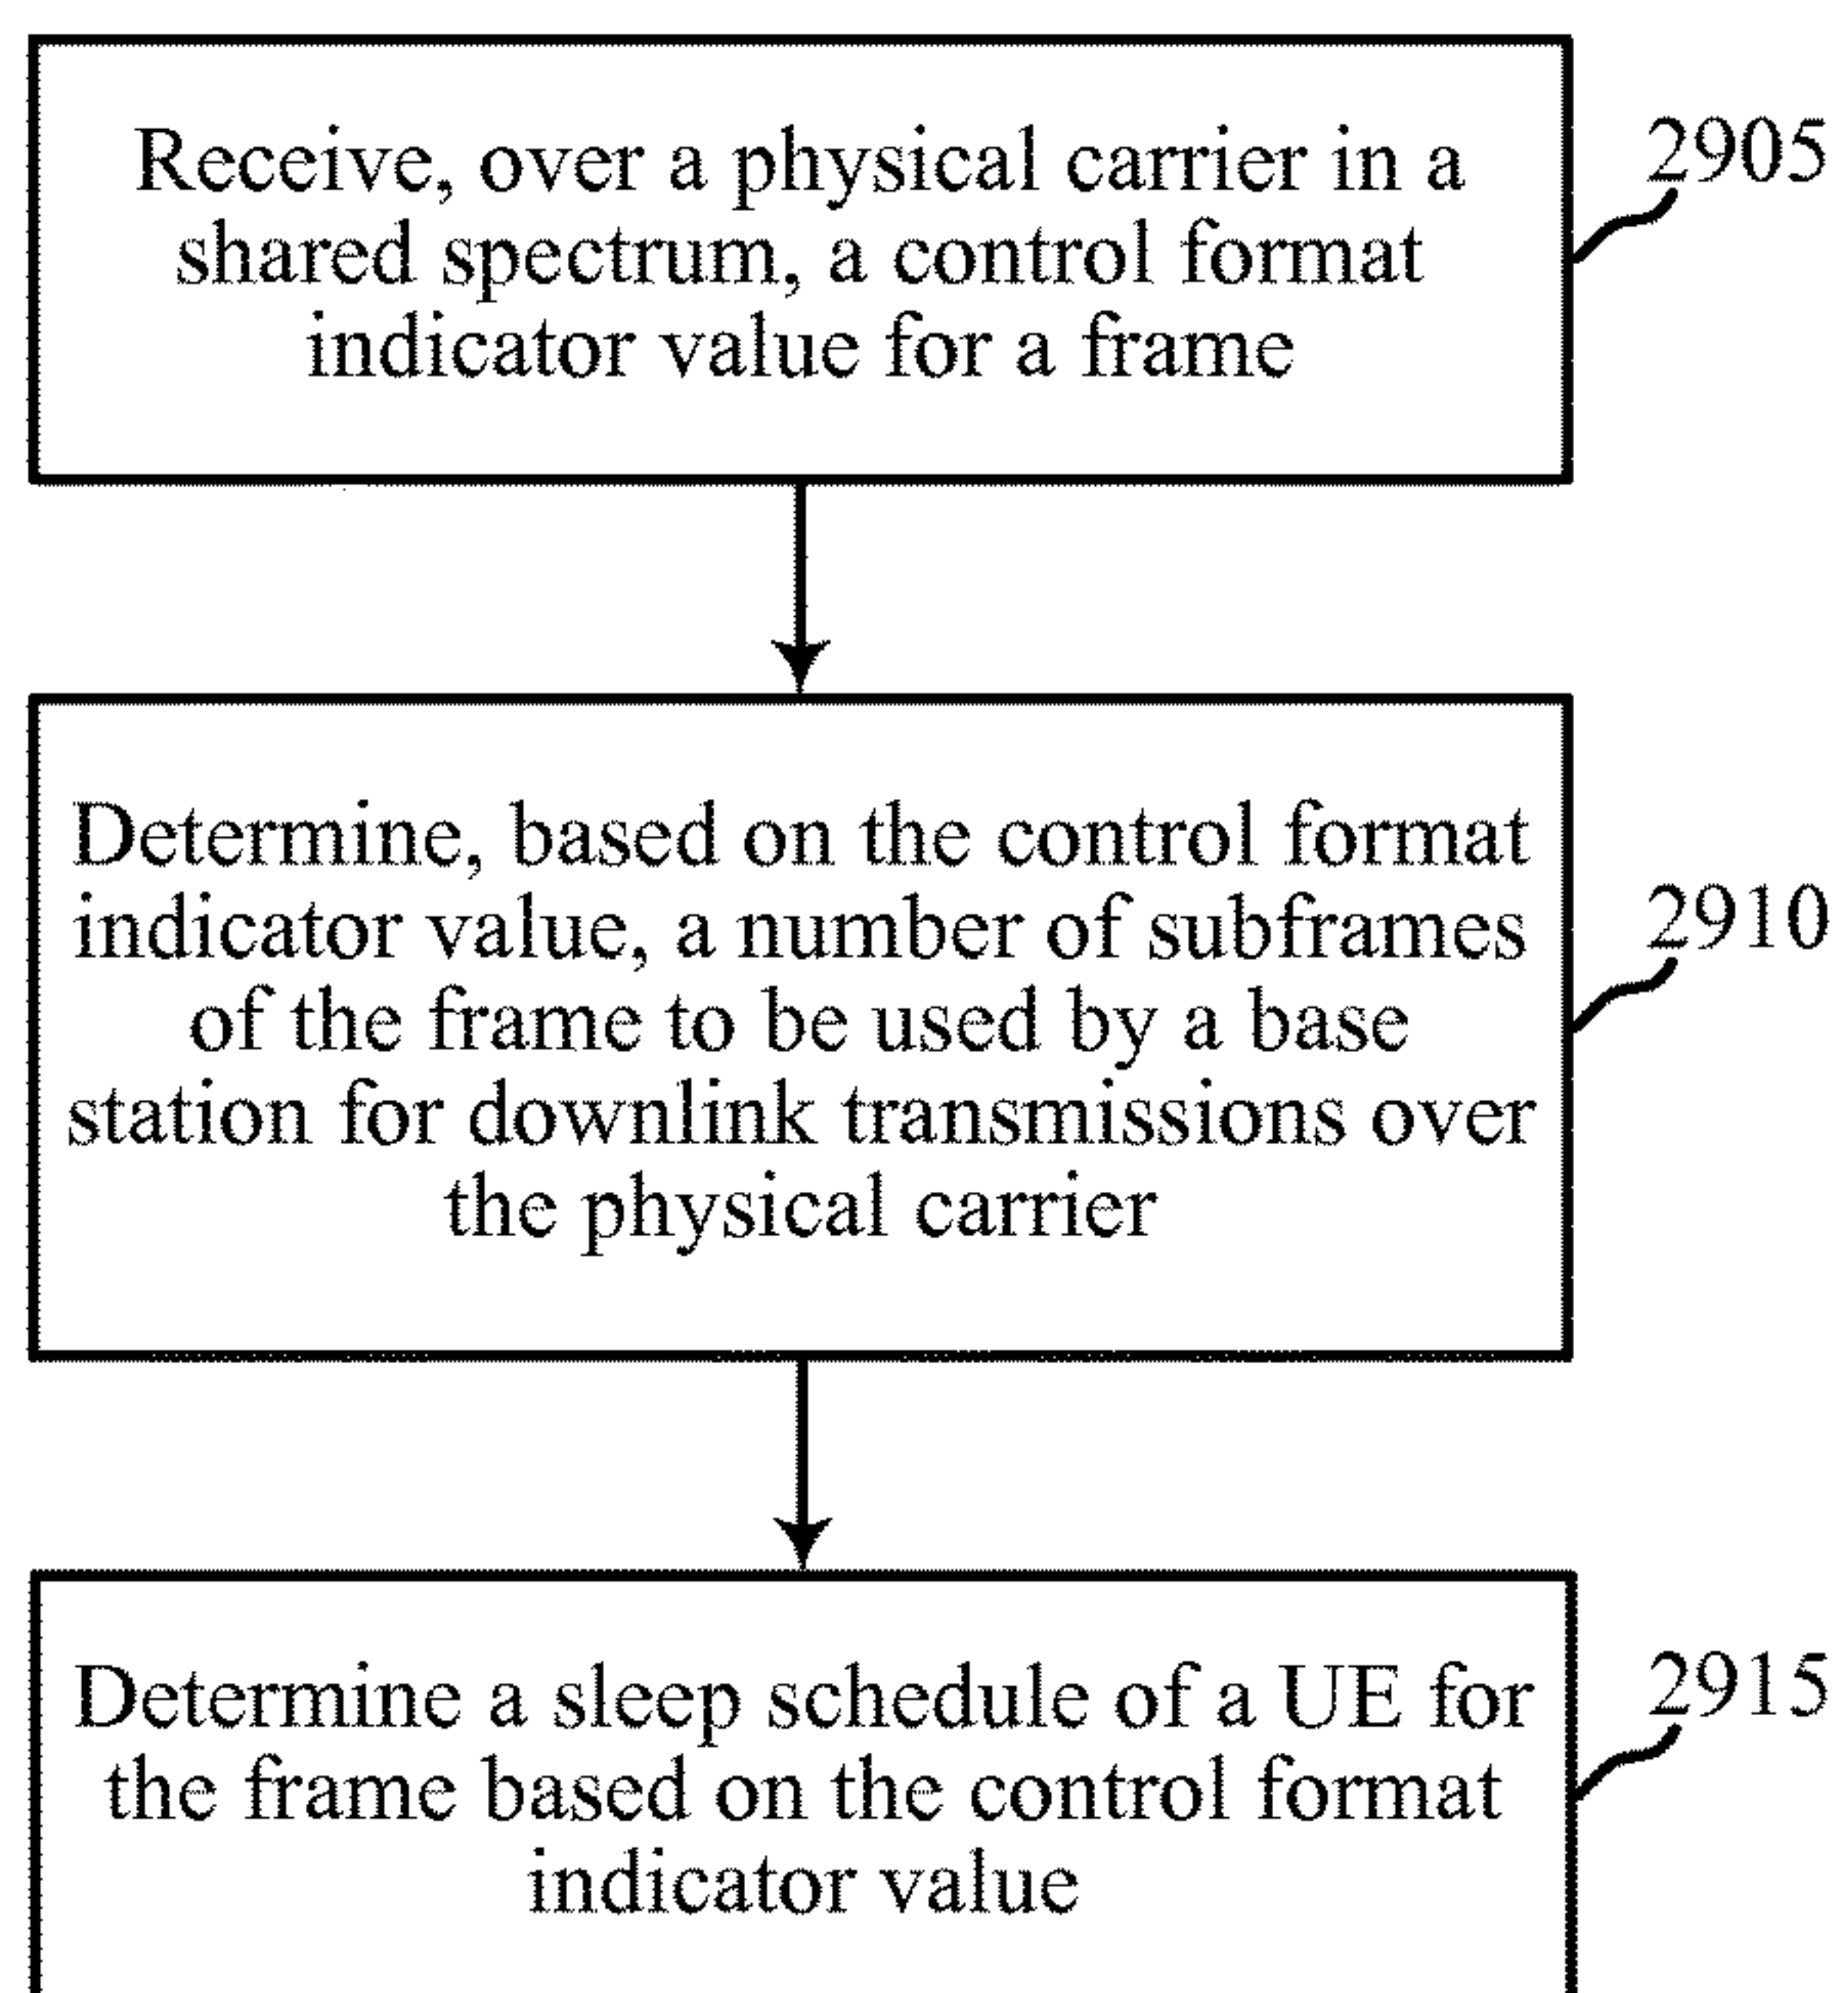 Receive, over a physical carrier in a
shared spectrum, a control format
indicator value for a frame
2905
Determine, based on the control format
indicator value, a number of subframes
of the frame to be used by a base
station for downlink transmissions over
the physical carrier
2910
Determine a sleep schedule of a UE for
the frame based on the control format
indicator value
2915